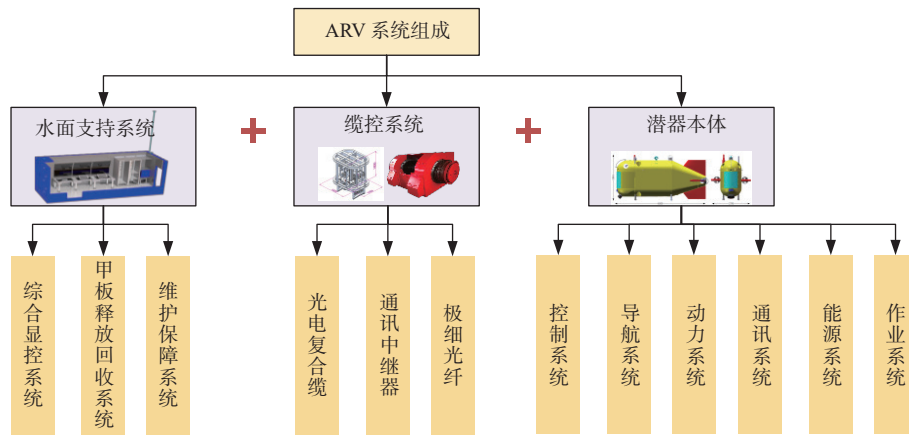 ARV 系统组成
水面支持系统
缆控系统
潜器本体
综合显控系统
甲板释放回收系统
维护保障系统
光电复合缆
通讯中继器
极细光纤
控制系统
导航系统
动力系统
通讯系统
能源系统
作业系统